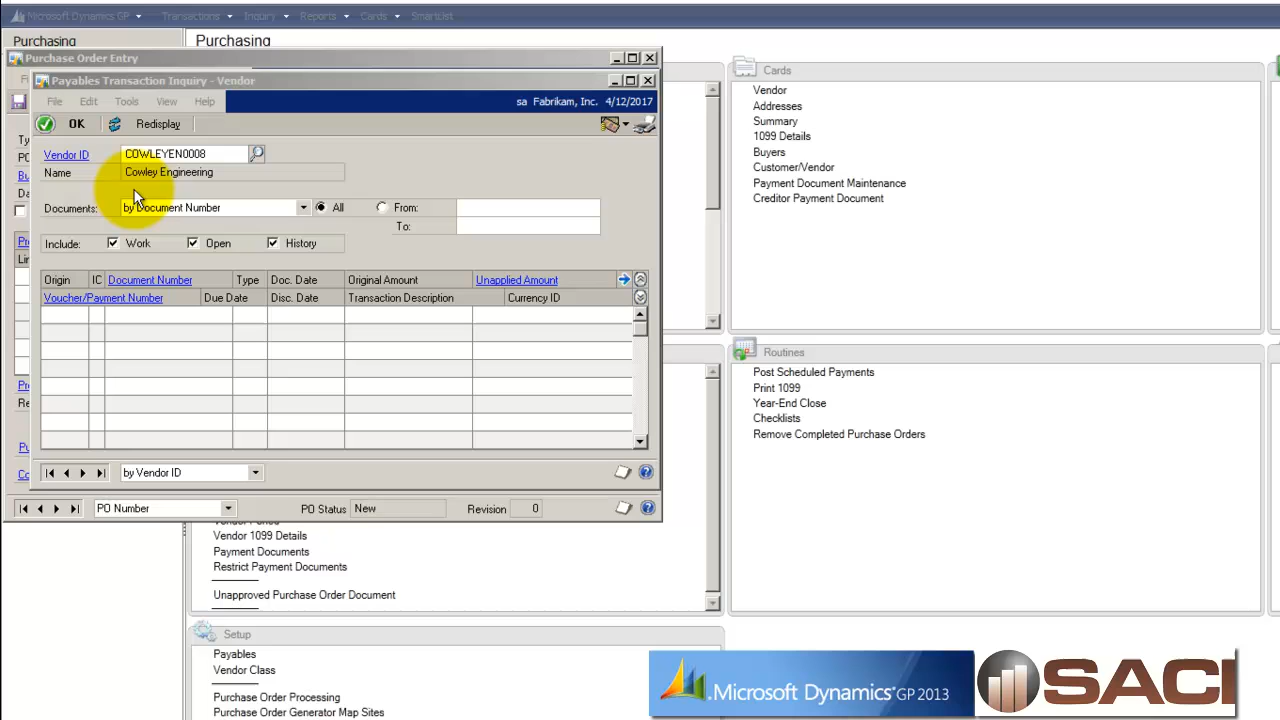 Microsoft Dynamics GP Transactions Inquiry Reports Cards SmartList
Purchasing
Purchasing
Purchase Order Entry
Payables Transaction Inquiry - Vendor
File Edit Tools View Help
sa Fabrikam, Inc. 4/12/2017
OK Redisplay
Vendor ID COWLEYEN0008
Name Cowley Engineering
Documents: by Document Number All From:
To:
Include: Work Open History
Origin IC Document Number Type Doc. Date Original Amount Unapplied Amount
Voucher/Payment Number Due Date Disc. Date Transaction Description Currency ID
by Vendor ID
PO Number PO Status New Revision 0
Cards
Vendor
Addresses
Summary
1099 Details
Buyers
Customer/Vendor
Payment Document Maintenance
Creditor Payment Document
Routines
Post Scheduled Payments
Print 1099
Year-End Close
Checklists
Remove Completed Purchase Orders
Vendor 1099 Details
Payment Documents
Restrict Payment Documents
Unapproved Purchase Order Document
Setup
Payables
Vendor Class
Purchase Order Processing
Purchase Order Generator Map Sites
Microsoft Dynamics GP 2013
SACI